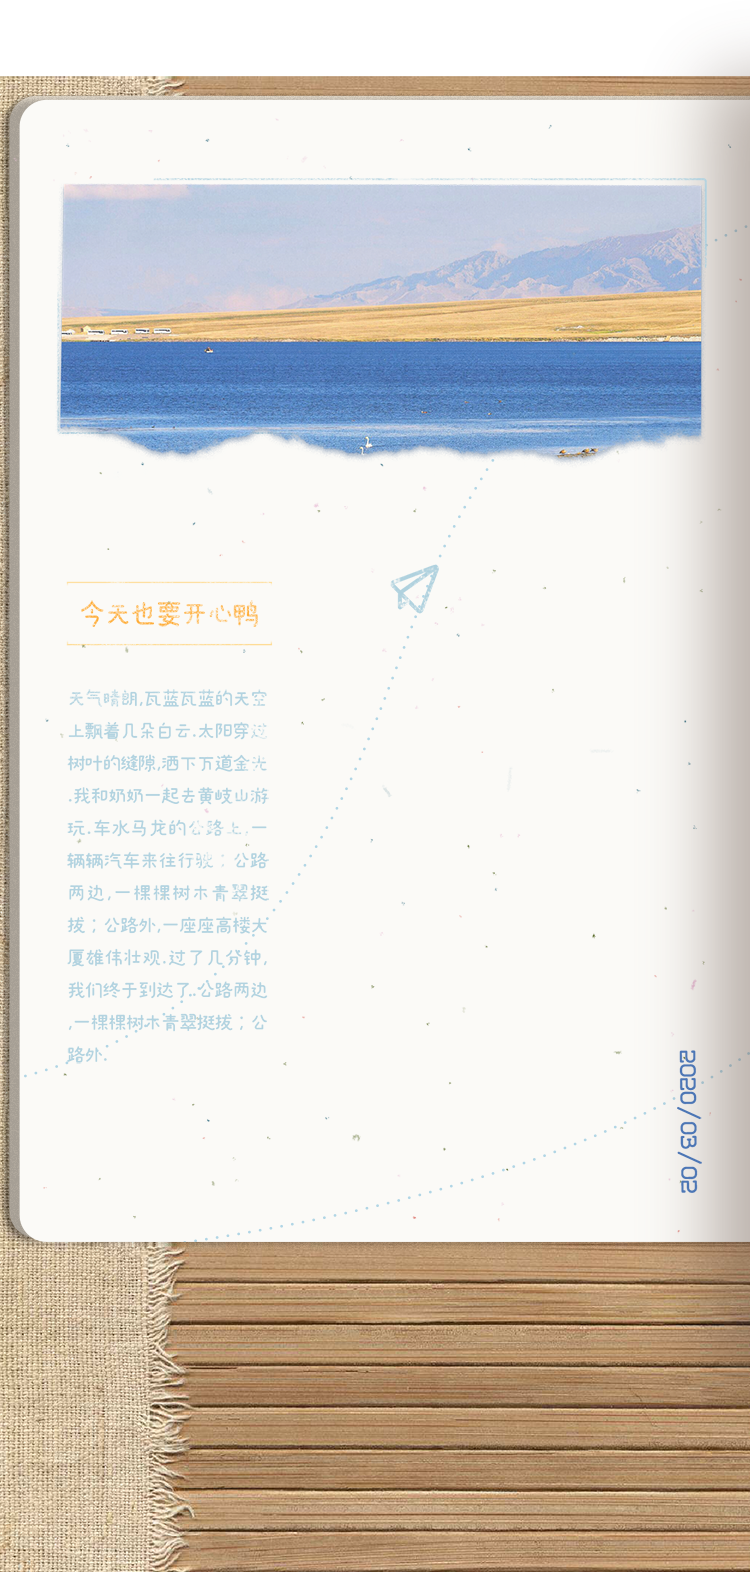 今天也要开心鸭
天气晴朗,瓦蓝瓦蓝的天空
上飘着几朵白云.太阳穿过
树叶的缝隙,洒下万道金光
.我和奶奶一起去黄岐山游
玩.车水马龙的公路上,一
辆辆汽车来往行驶；公路
两边,一棵棵树木青翠挺
拔；公路外,一座座高楼大
厦雄伟壮观.过了几分钟,
我们终于到达了..公路两边
,一棵棵树木青翠挺拔；公
路外.
2020/03/02